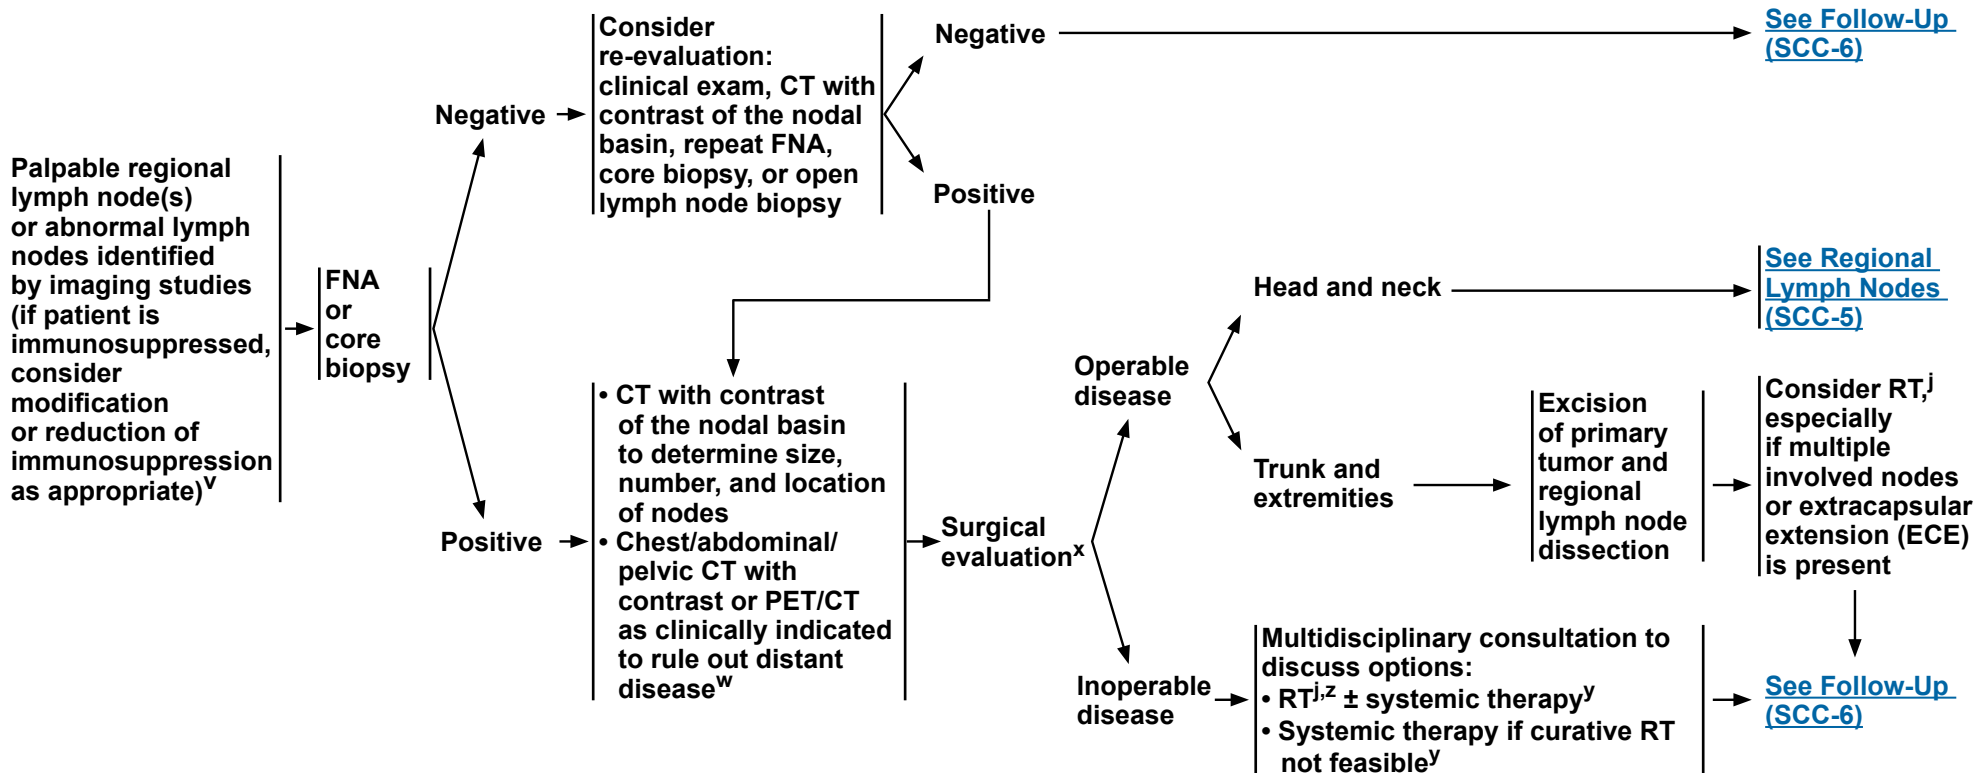 Palpable regional
lymph node(s)
or abnormal lymph
nodes identified
by imaging studies
(if patient is
immunosuppressed,
consider
modification
or reduction of
immunosuppression
as appropriate)v
FNA
or
core
biopsy
Negative
Consider
re-evaluation:
clinical exam, CT with
contrast of the nodal
basin, repeat FNA,
core biopsy, or open
lymph node biopsy
Negative
See Follow-Up
(SCC-6)
Positive
Positive
• CT with contrast
of the nodal basin
to determine size,
number, and location
of nodes
• Chest/abdominal/
pelvic CT with
contrast or PET/CT
as clinically indicated
to rule out distant
diseasew
Surgical
evaluationx
Operable
disease
Head and neck
See Regional
Lymph Nodes
(SCC-5)
Trunk and
extremities
Excision
of primary
tumor and
regional
lymph node
dissection
Consider RT,j
especially
if multiple
involved nodes
or extracapsular
extension (ECE)
is present
Inoperable
disease
Multidisciplinary consultation to
discuss options:
• RTj,z ± systemic therapyy
• Systemic therapy if curative RT
not feasibley
See Follow-Up
(SCC-6)